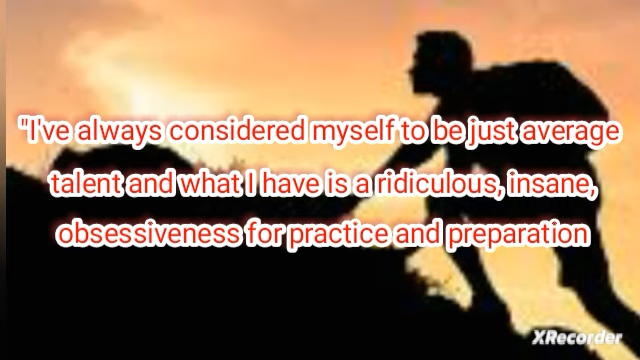 "I've always considered myself to be just average
talent and what I have is a ridiculous, insane,
obsessiveness for practice and preparation
XRecorder